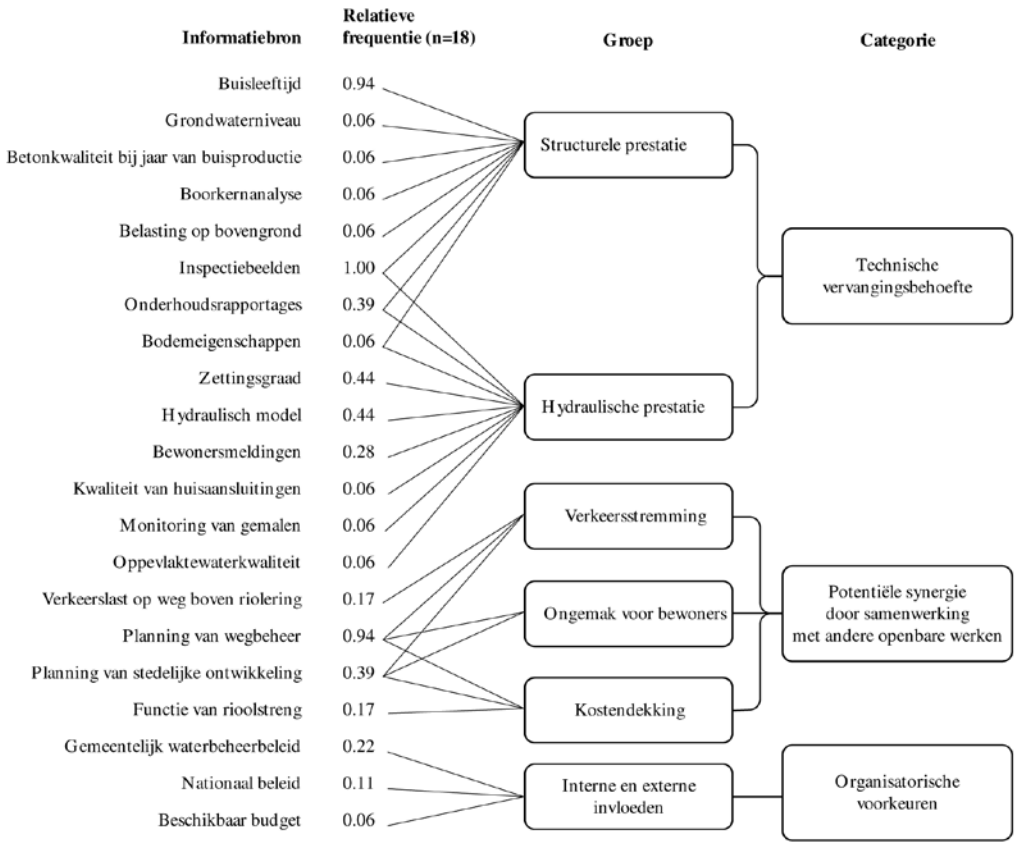 Informatiebron
Relatieve
frequentie (n=18)
Groep
Categorie
Buisleeftijd 0.94
Grondwaterniveau 0.06
Betonkwaliteit bij jaar van buisproductie 0.06
Boorkernanalyse 0.06
Belasting op bovengrond 0.06
Inspectiebeelden 1.00
Onderhoudsrapportages 0.39
Bodemeigenschappen 0.06
Zettingsgraad 0.44
Hydraulisch model 0.44
Bewonersmeldingen 0.28
Kwaliteit van huisaansluitingen 0.06
Monitoring van gemalen 0.06
Oppevlaktewaterkwaliteit 0.06
Verkeerslast op weg boven riolering 0.17
Planning van wegbeheer 0.94
Planning van stedelijke ontwikkeling 0.39
Functie van rioolstreng 0.17
Gemeentelijk waterbeheerbeleid 0.22
Nationaal beleid 0.11
Beschikbaar budget 0.06
Structurele prestatie
Hydraulische prestatie
Verkeersstremming
Ongemak voor bewoners
Kostendekking
Interne en externe
invloeden
Technische
vervangingsbehoefte
Potentiële synergie
door samenwerking
met andere openbare werken
Organisatorische
voorkeuren